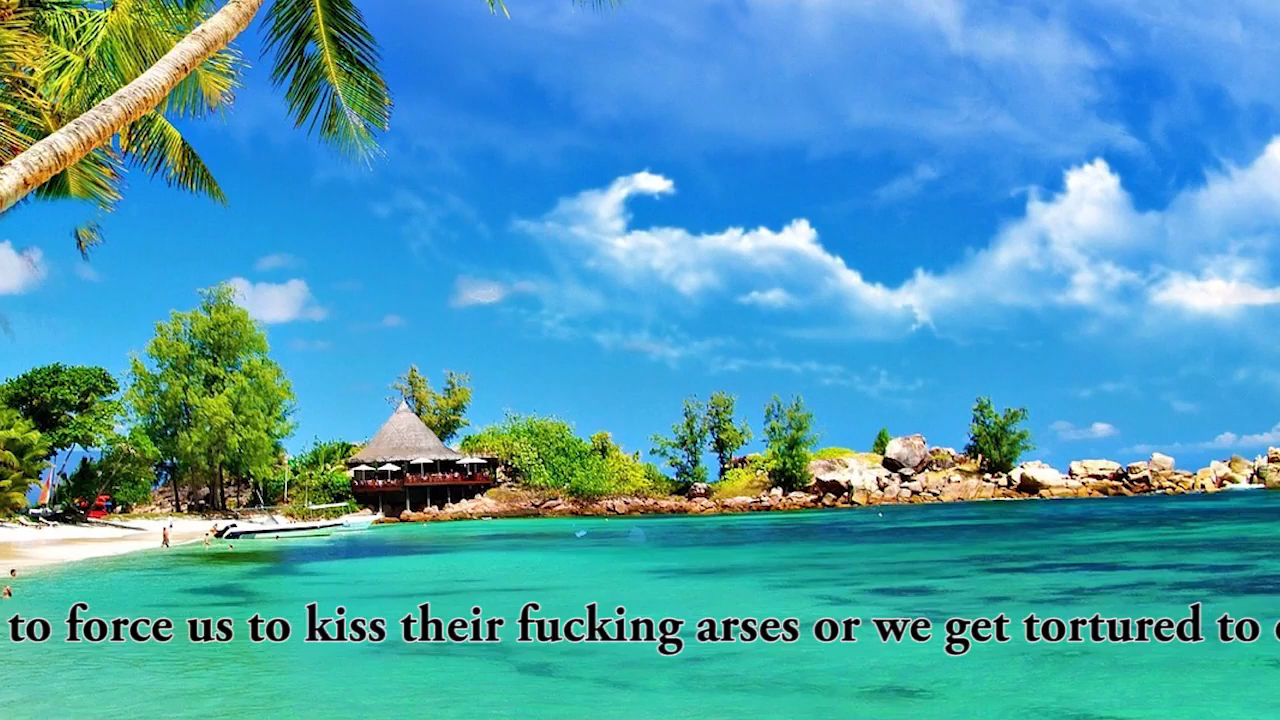 to force us to kiss their fucking arses or we get tortured to